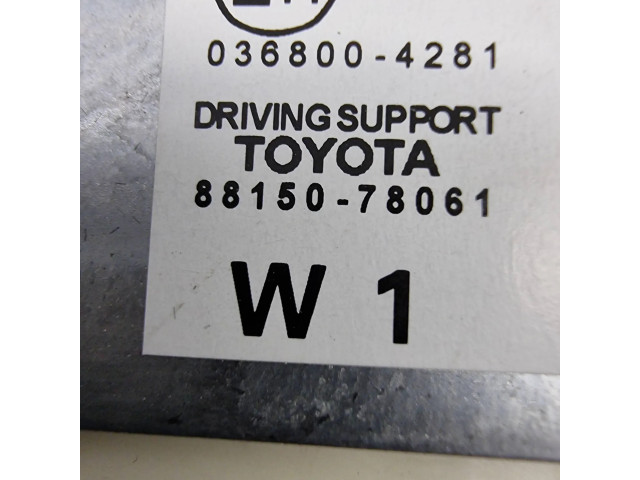 036800-4281
DRIVING SUPPORT
TOYOTA
88150-78061
W 1